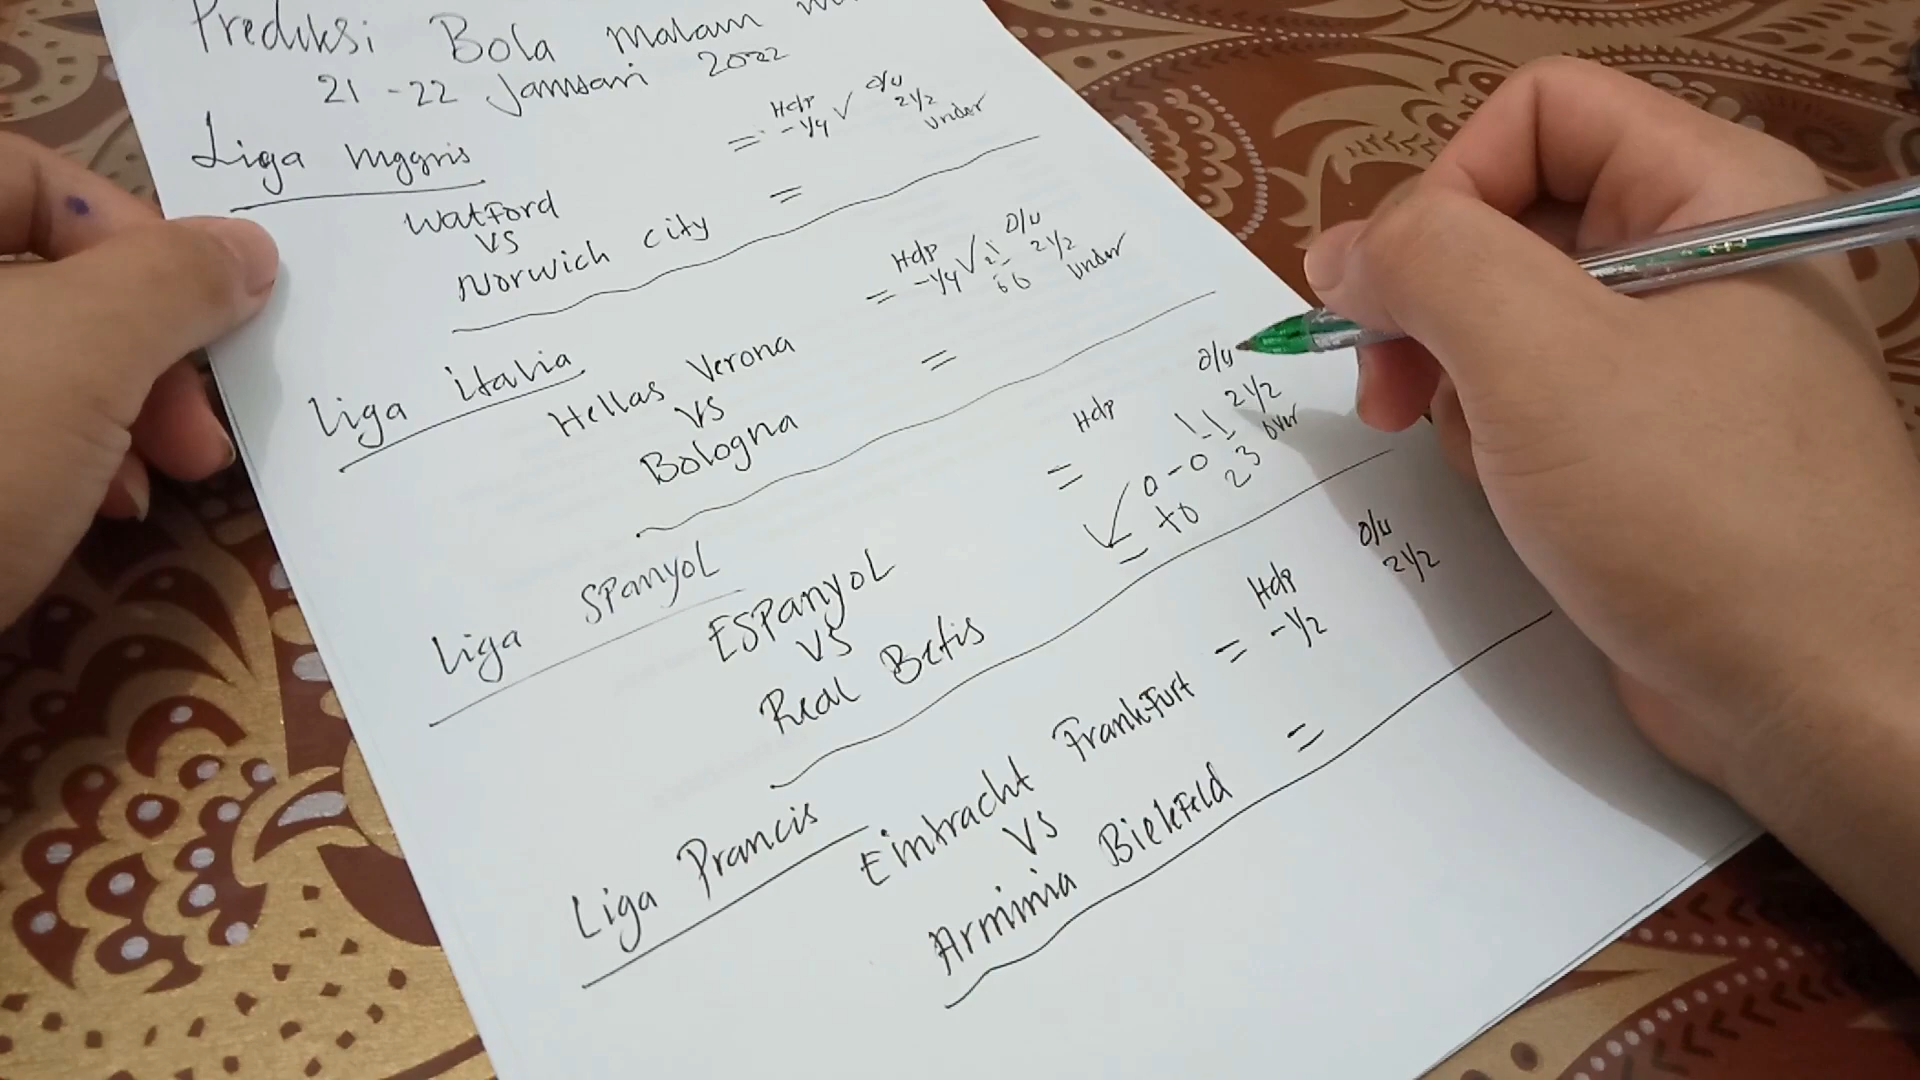 Prediksi Bola malam
21 - 22 Januari 2022
Liga Inggris
Watford = Hdp -1/4 √ O/U 2 1/2 Under
VS
Norwich city =
Liga italia
Hellas Verona = Hdp -1/4 √ O/U 2 1/2 Under
VS
Bologna =
Liga SPanyoL
ESPanyoL = Hdp 0-0 O/U 2 1/2 over
VS
Real Betis =
Liga Prancis
Eintracht FrankFurt = Hdp -1/2 O/U 2 1/2
VS
Arminia BieleFeld =